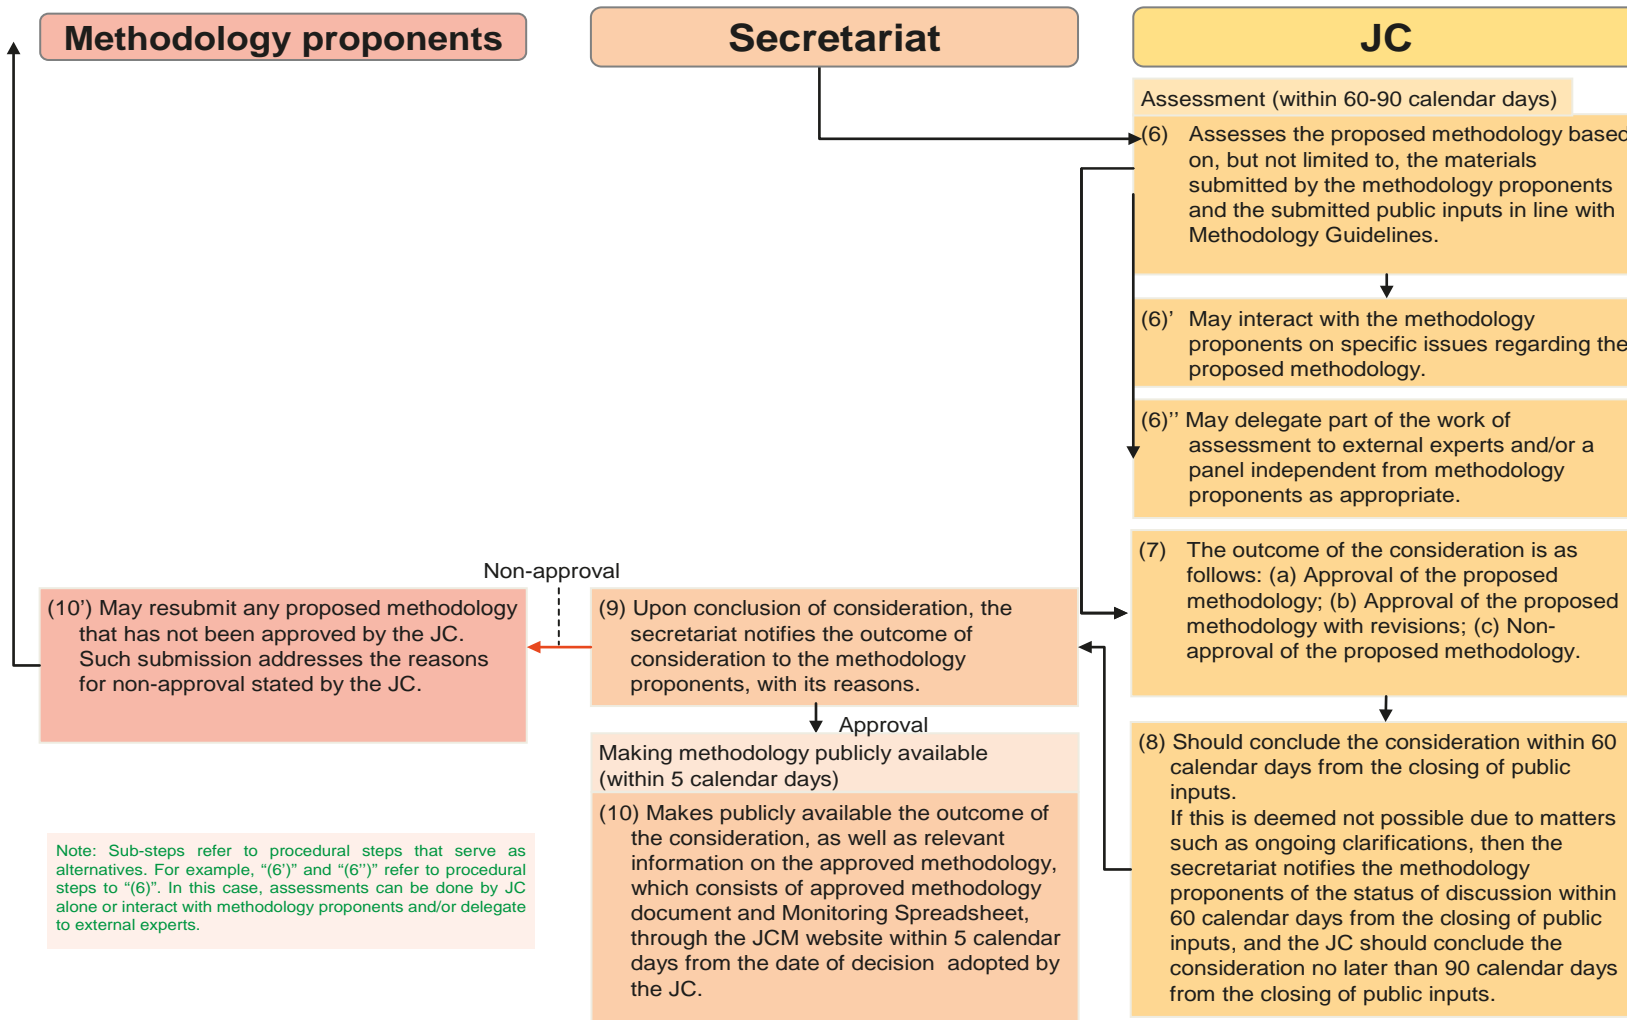 Methodology proponents
Secretariat
JC
Assessment (within 60-90 calendar days)
(6) Assesses the proposed methodology based
on, but not limited to, the materials
submitted by the methodology proponents
and the submitted public inputs in line with
Methodology Guidelines.
(6)' May interact with the methodology
proponents on specific issues regarding the
proposed methodology.
(6)'' May delegate part of the work of
assessment to external experts and/or a
panel independent from methodology
proponents as appropriate.
(7) The outcome of the consideration is as
follows: (a) Approval of the proposed
methodology; (b) Approval of the proposed
methodology with revisions; (c) Non-
approval of the proposed methodology.
(8) Should conclude the consideration within 60
calendar days from the closing of public
inputs.
If this is deemed not possible due to matters
such as ongoing clarifications, then the
secretariat notifies the methodology
proponents of the status of discussion within
60 calendar days from the closing of public
inputs, and the JC should conclude the
consideration no later than 90 calendar days
from the closing of public inputs.
(9) Upon conclusion of consideration, the
secretariat notifies the outcome of
consideration to the methodology
proponents, with its reasons.
Non-approval
(10’) May resubmit any proposed methodology
that has not been approved by the JC.
Such submission addresses the reasons
for non-approval stated by the JC.
Approval
Making methodology publicly available
(within 5 calendar days)
(10) Makes publicly available the outcome of
the consideration, as well as relevant
information on the approved methodology,
which consists of approved methodology
document and Monitoring Spreadsheet,
through the JCM website within 5 calendar
days from the date of decision adopted by
the JC.
Note: Sub-steps refer to procedural steps that serve as
alternatives. For example, “(6’)” and “(6’’)” refer to procedural
steps to “(6)”. In this case, assessments can be done by JC
alone or interact with methodology proponents and/or delegate
to external experts.